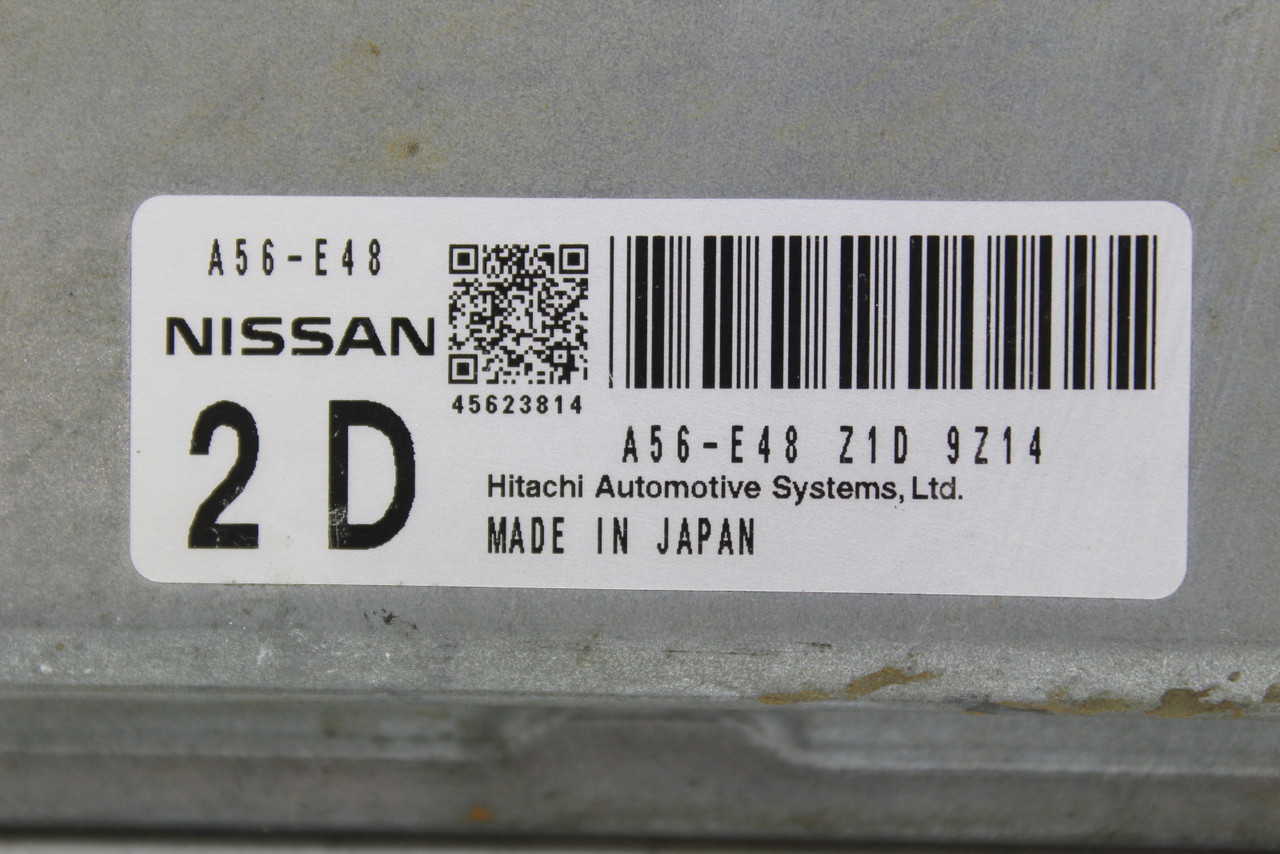 A56-E48
NISSAN
2D
45623814
A56-E48 Z1D 9Z14
Hitachi Automotive Systems, Ltd.
MADE IN JAPAN